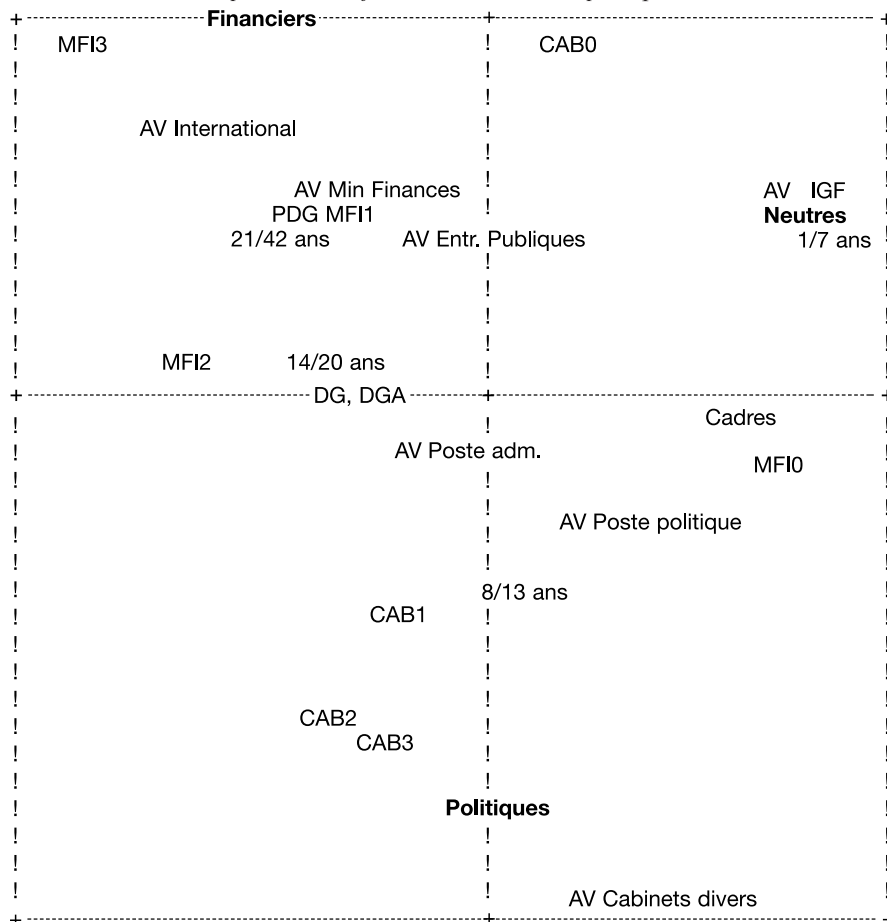 Financiers
MFI3 CAB0
AV International
AV Min Finances AV IGF
PDG MFI1 Neutres
21/42 ans AV Entr. Publiques 1/7 ans
MFI2 14/20 ans
DG, DGA
Cadres
AV Poste adm.
MFI0
AV Poste politique
8/13 ans
CAB1
CAB2
CAB3
Politiques
AV Cabinets divers